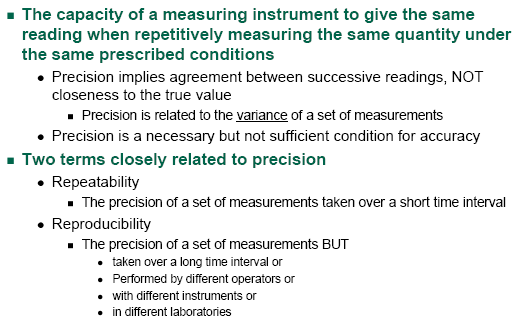 ▪ The capacity of a measuring instrument to give the same
reading when repetitively measuring the same quantity under
the same prescribed conditions
• Precision implies agreement between successive readings, NOT
closeness to the true value
▪ Precision is related to the variance of a set of measurements
• Precision is a necessary but not sufficient condition for accuracy
▪ Two terms closely related to precision
• Repeatability
▪ The precision of a set of measurements taken over a short time interval
• Reproducibility
▪ The precision of a set of measurements BUT
• taken over a long time interval or
• Performed by different operators or
• with different instruments or
• in different laboratories